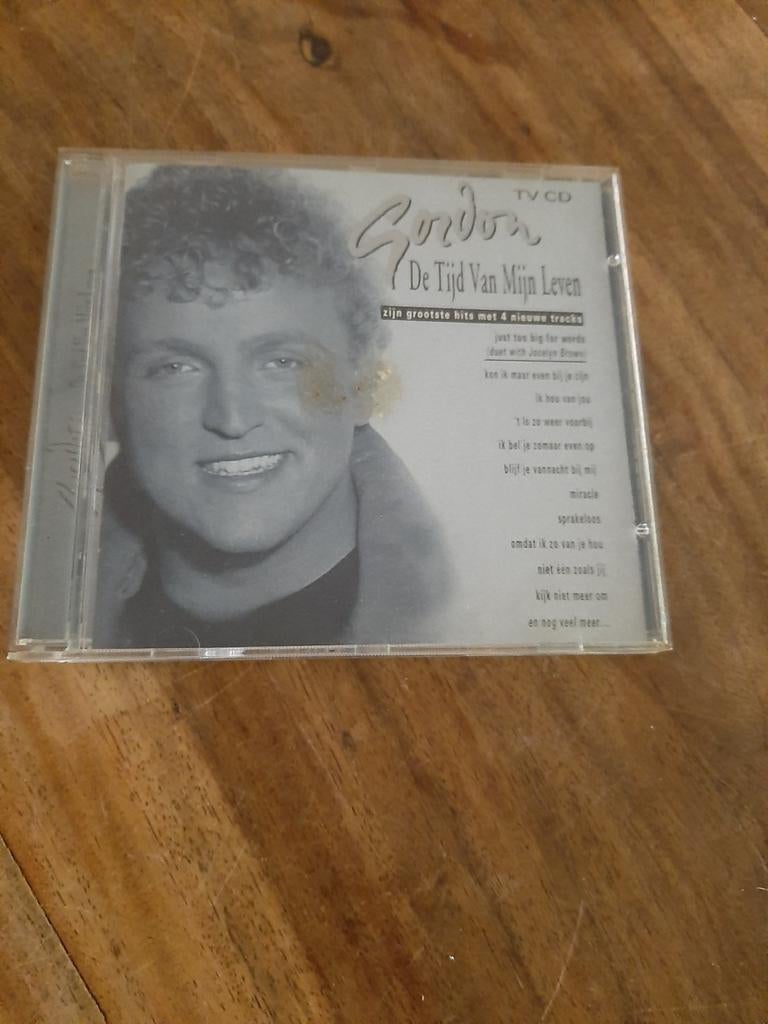 TV CD
Gordon
De Tijd Van Mijn Leven
zijn grootste hits met 4 nieuwe tracks
just too big for words
(duet with Jocelyn Brown)
kon ik maar even bij je zijn
ik hou van jou
't is zo weer voorbij
ik bel je zomaar even op
blijf je vannacht bij mij
miracle
sprakeloos
omdat ik zo van je hou
niet één zoals jij
kijk niet meer om
en nog veel meer....